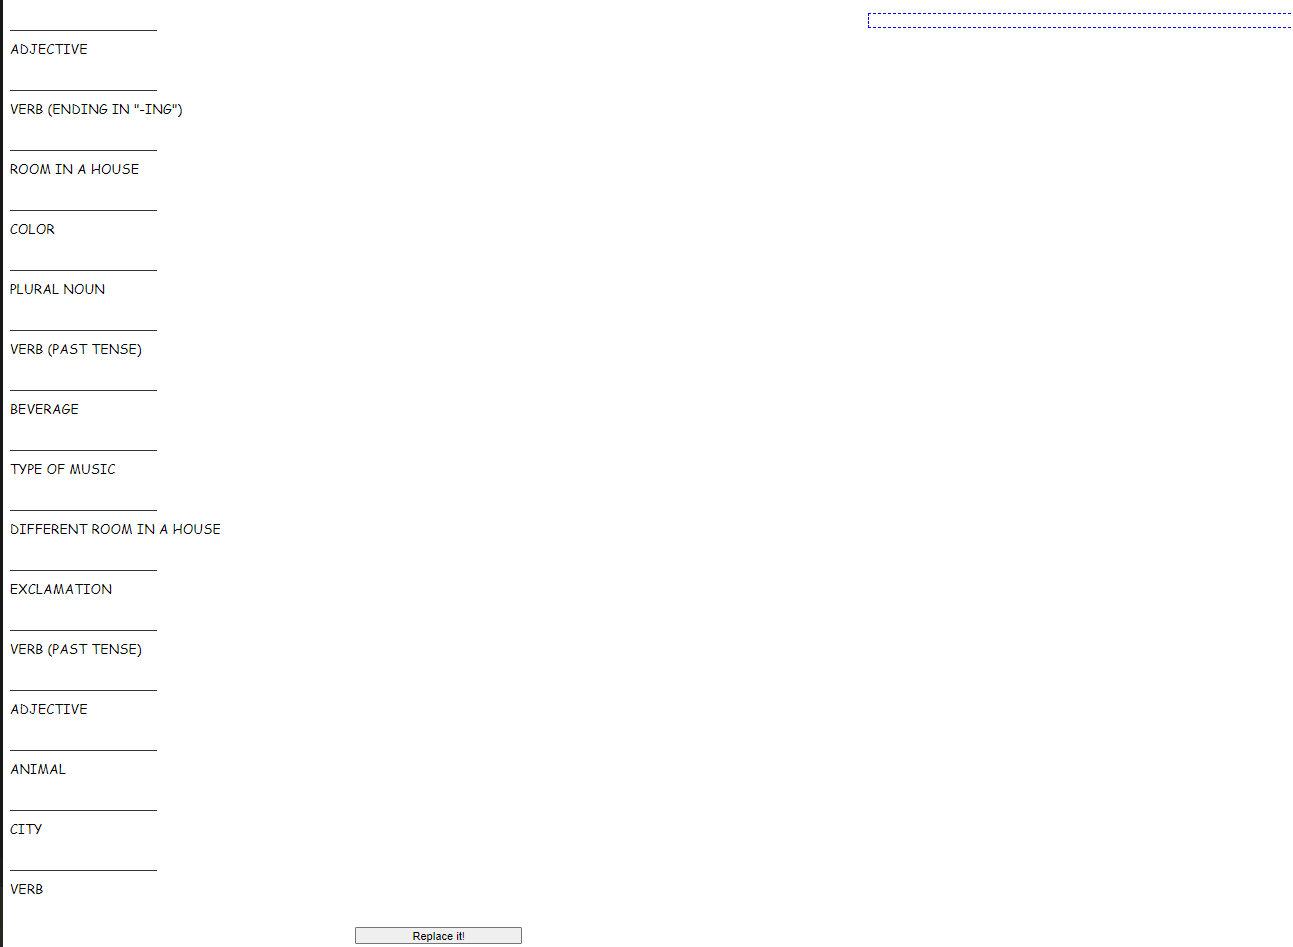 ADJECTIVE
VERB (ENDING IN "-ING")
ROOM IN A HOUSE
COLOR
PLURAL NOUN
VERB (PAST TENSE)
BEVERAGE
TYPE OF MUSIC
DIFFERENT ROOM IN A HOUSE
EXCLAMATION
VERB (PAST TENSE)
ADJECTIVE
ANIMAL
CITY
VERB
Replace it!